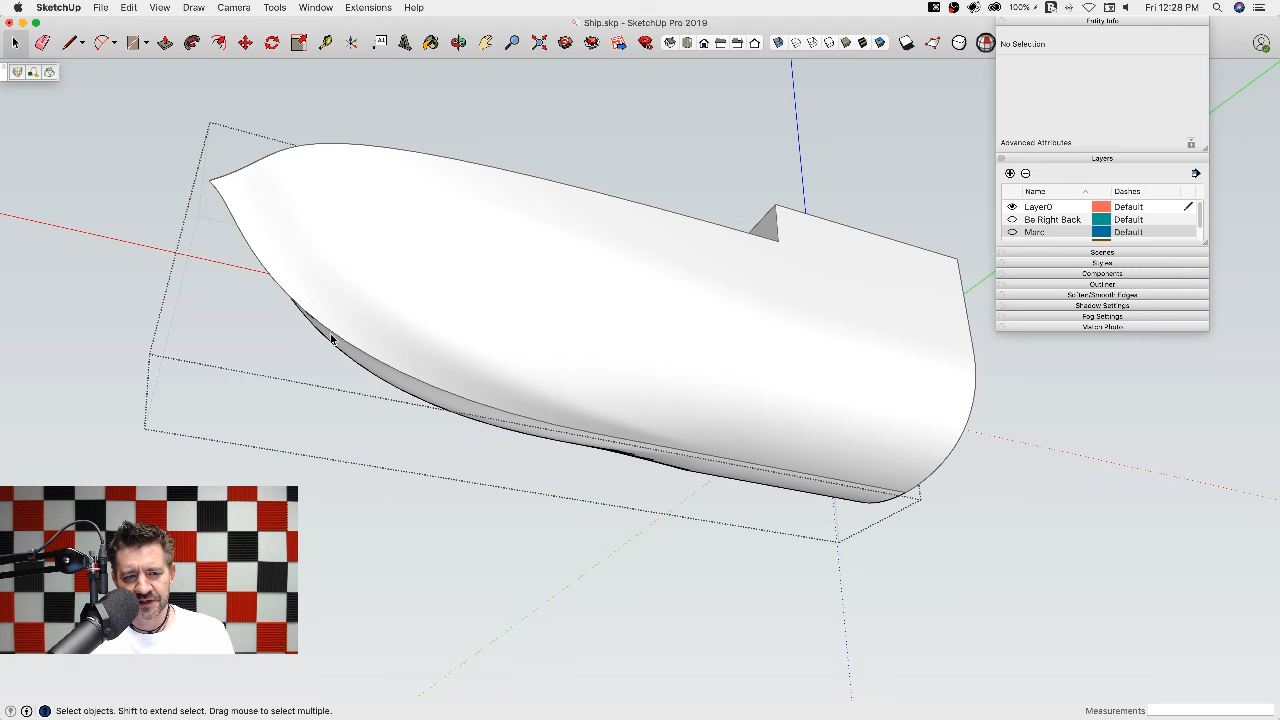 SketchUp File Edit View Draw Camera Tools Window Extensions Help 100% Fri 12:28 PM
Ship.skp - SketchUp Pro 2019
Entity Info
No Selection
Advanced Attributes
Layers
Name Dashes
Layer0 Default
Be Right Back Default
Marc Default
Scenes
Styles
Components
Outliner
Soften/Smooth Edges
Shadow Settings
Fog Settings
Match Photo
Select objects. Shift to extend select. Drag mouse to select multiple. Measurements